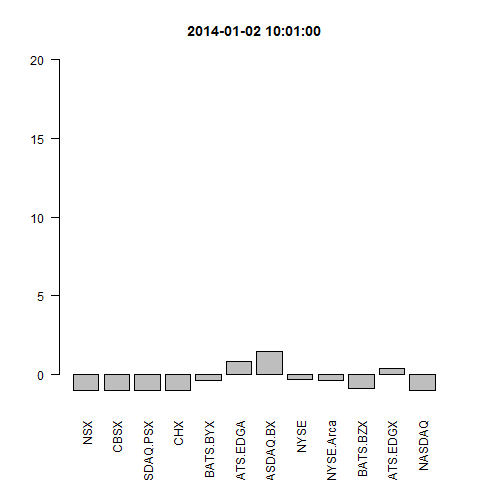 2014-01-02 10:01:00
20
15
10
5
0
NSX
CBSX
SDAQ.PSX
CHX
BATS.BYX
ATS.EDGA
ASDAQ.BX
NYSE
NYSE.Arca
BATS.BZX
ATS.EDGX
NASDAQ